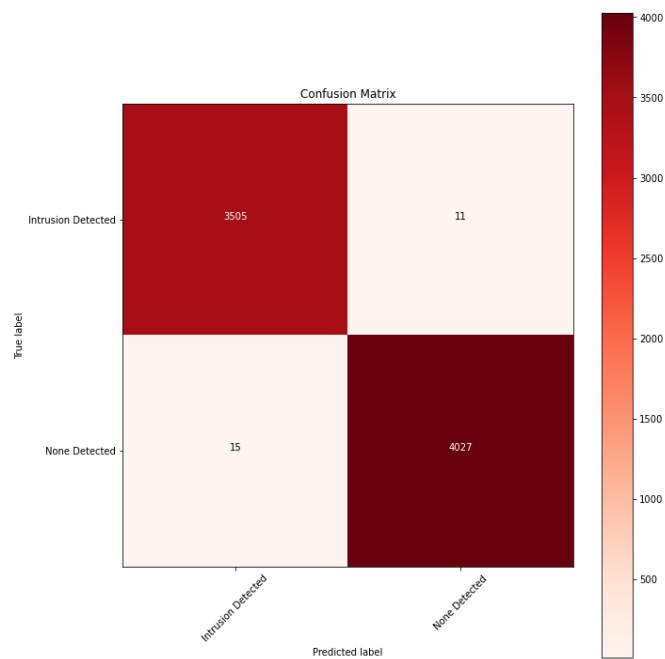 Confusion Matrix
4000
3500
3000
2500
2000
1500
1000
500
True label
Intrusion Detected
3505
11
None Detected
15
4027
Intrusion Detected
None Detected
Predicted label